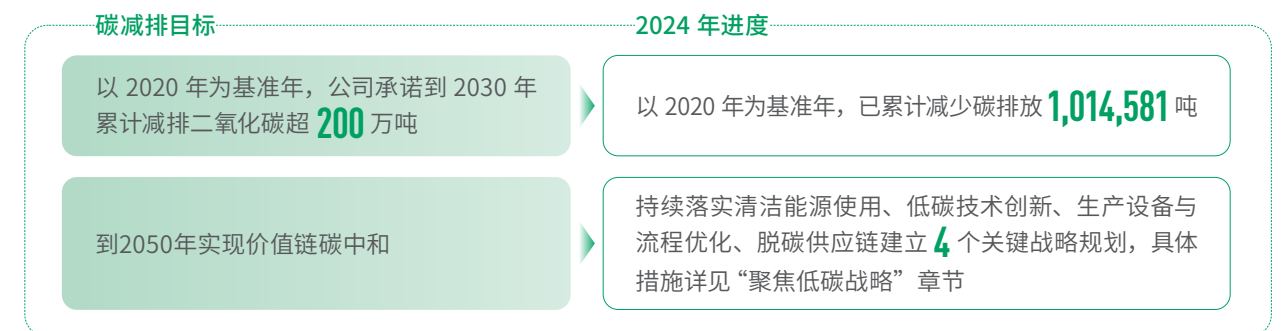 碳减排目标
2024 年进度
以 2020 年为基准年，公司承诺到 2030 年
累计减排二氧化碳超 200 万吨
以 2020 年为基准年，已累计减少碳排放 1,014,581 吨
到2050年实现价值链碳中和
持续落实清洁能源使用、低碳技术创新、生产设备与
流程优化、脱碳供应链建立 4 个关键战略规划，具体
措施详见“聚焦低碳战略”章节